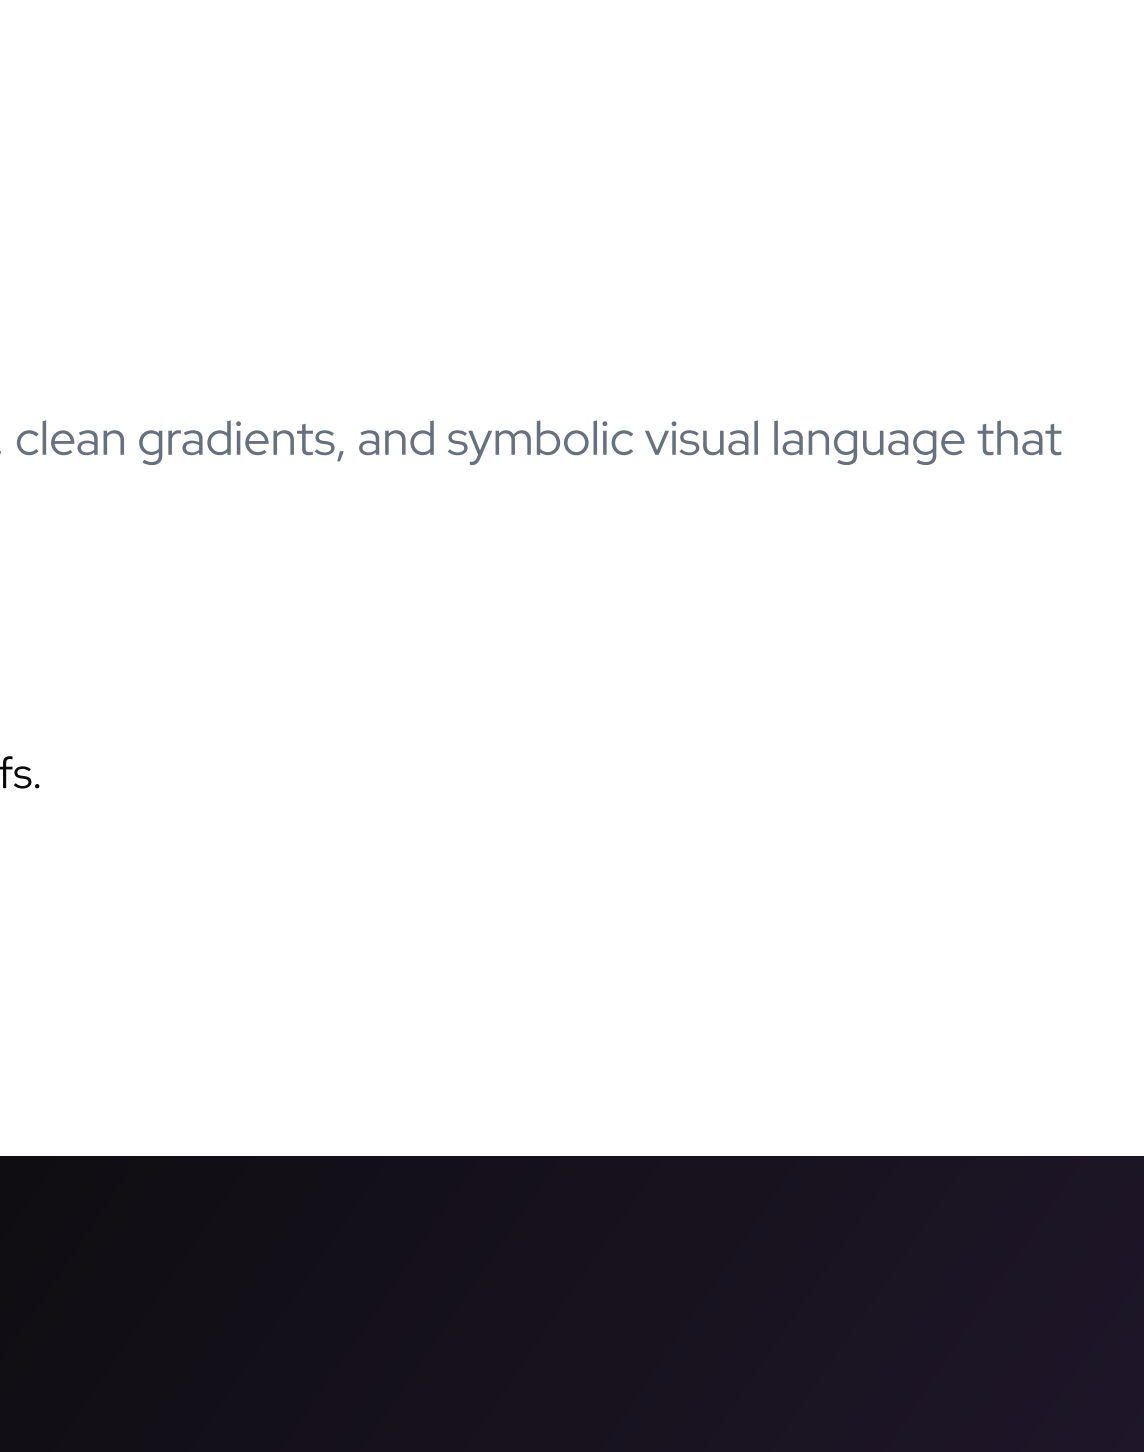 clean gradients, and symbolic visual language that
fs.